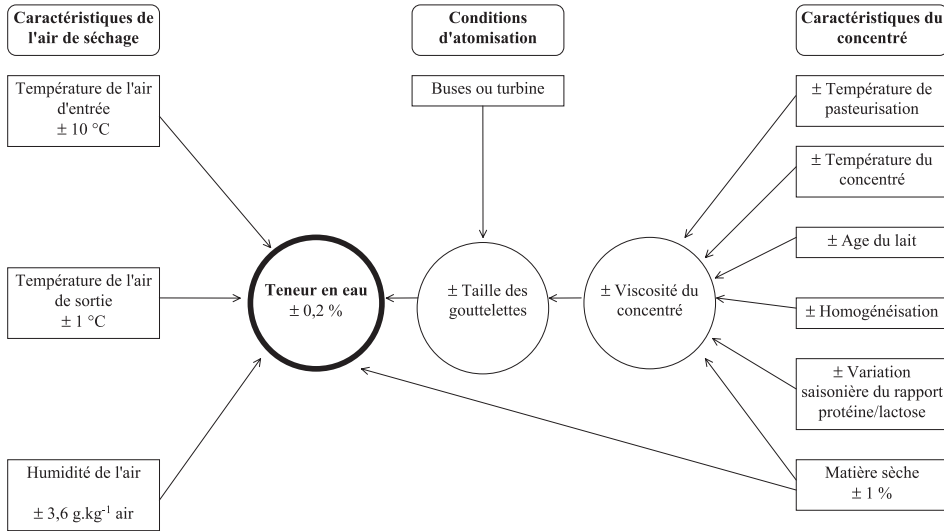 Caractéristiques de
l'air de séchage
Température de l'air
d'entrée
± 10 °C
Température de l'air
de sortie
± 1 °C
Humidité de l'air
± 3,6 g.kg⁻¹ air
Conditions
d'atomisation
Buses ou turbine
Teneur en eau
± 0,2 %
± Taille des
gouttelettes
± Viscosité du
concentré
Caractéristiques du
concentré
± Température de
pasteurisation
± Température du
concentré
± Age du lait
± Homogénéisation
± Variation
saisonière du rapport
protéine/lactose
Matière sèche
± 1 %